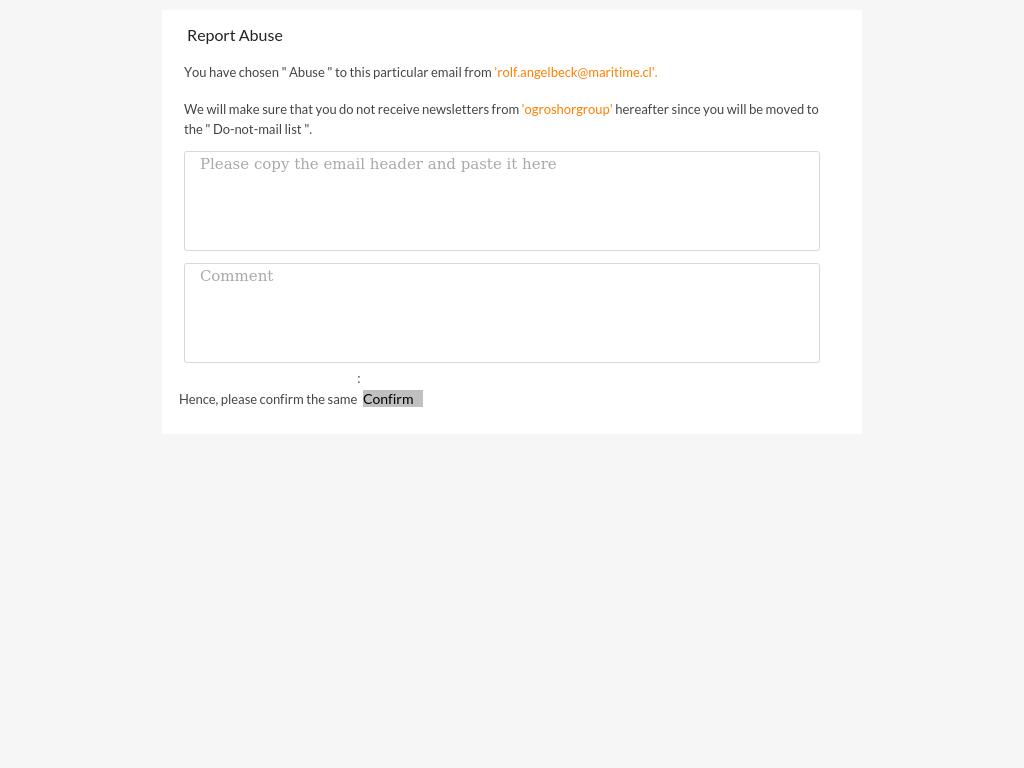 Report Abuse
You have chosen " Abuse " to this particular email from 'rolf.angelbeck@maritime.cl'.
We will make sure that you do not receive newsletters from 'ogroshorgroup' hereafter since you will be moved to
the " Do-not-mail list ".
Please copy the email header and paste it here
Comment
:
Hence, please confirm the same Confirm